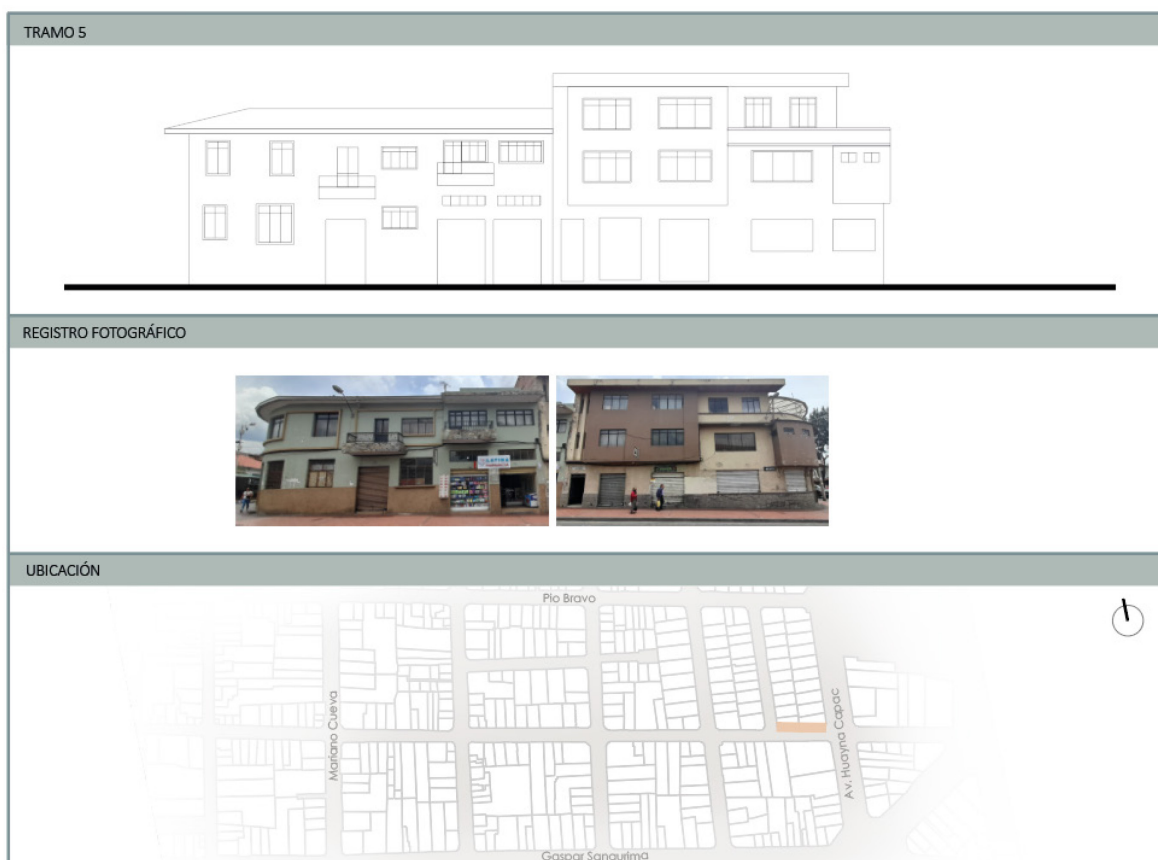 TRAMO 5
REGISTRO FOTOGRÁFICO
UBICACIÓN
Pio Bravo
Mariano Cueva
Av. Huayna Capac
Gaspar Sangurima